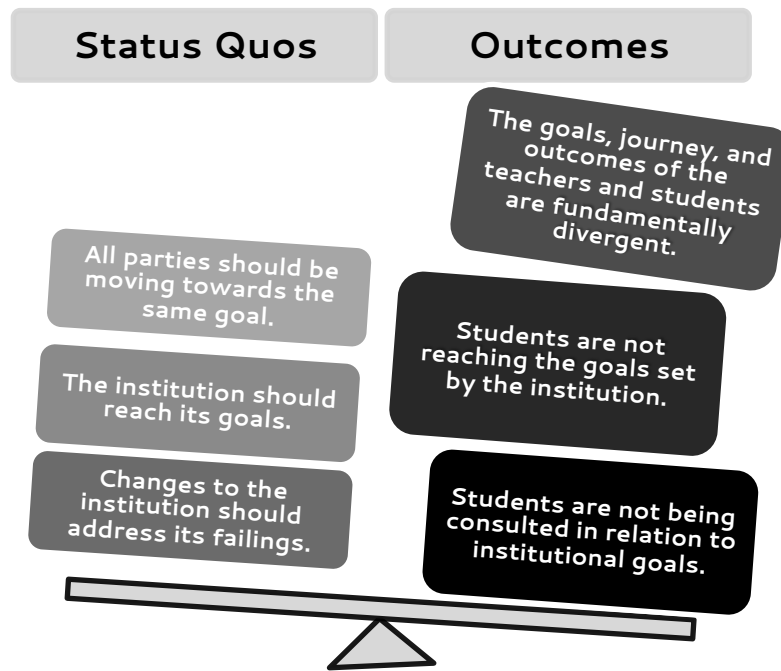 Status Quos
Outcomes
All parties should be
moving towards the
same goal.
The institution should
reach its goals.
Changes to the
institution should
address its failings.
The goals, journey, and
outcomes of the
teachers and students
are fundamentally
divergent.
Students are not
reaching the goals set
by the institution.
Students are not being
consulted in relation to
institutional goals.